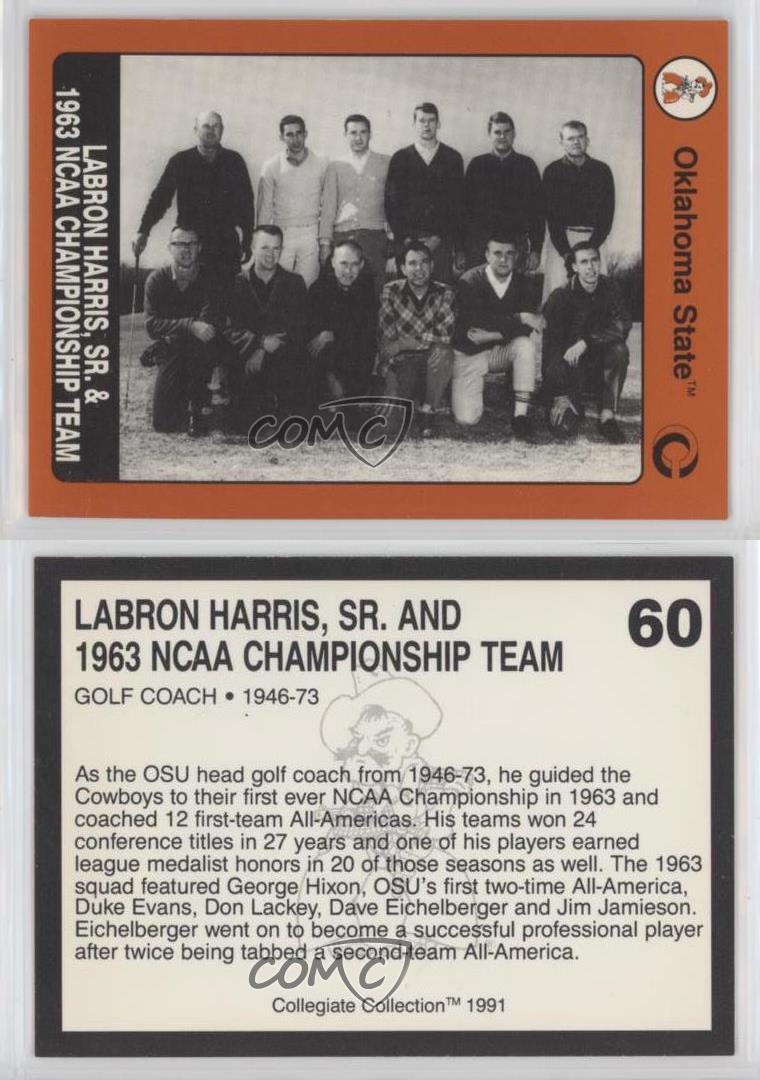 Oklahoma State™
LABRON HARRIS, SR. &
1963 NCAA CHAMPIONSHIP TEAM
COMC
LABRON HARRIS, SR. AND
1963 NCAA CHAMPIONSHIP TEAM
60
GOLF COACH • 1946-73
As the OSU head golf coach from 1946-73, he guided the
Cowboys to their first ever NCAA Championship in 1963 and
coached 12 first-team All-Americas. His teams won 24
conference titles in 27 years and one of his players earned
league medalist honors in 20 of those seasons as well. The 1963
squad featured George Hixon, OSU's first two-time All-America,
Duke Evans, Don Lackey, Dave Eichelberger and Jim Jamieson.
Eichelberger went on to become a successful professional player
after twice being tabbed a second-team All-America.
COMC
Collegiate Collection™ 1991